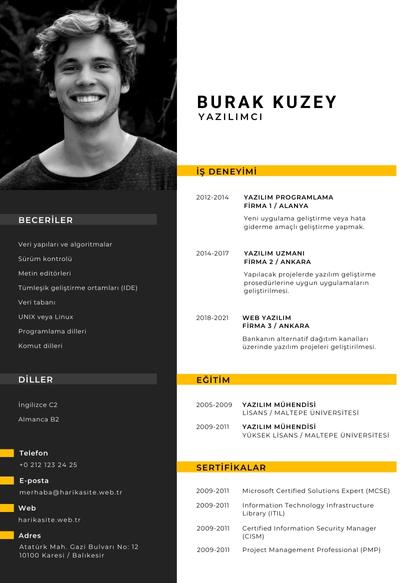 BURAK KUZEY
YAZILIMCI
İŞ DENEYİMİ
2012-2014
YAZILIM PROGRAMLAMA
FİRMA 1 / ALANYA
Yeni uygulama geliştirme veya hata
giderme amaçlı geliştirme yapmak.
2014-2017
YAZILIM UZMANI
FİRMA 2 / ANKARA
Yapılacak projelerde yazılım geliştirme
prosedürlerine uygun uygulamaların
geliştirilmesi.
2018-2021
WEB YAZILIM
FİRMA 3 / ANKARA
Bankanın alternatif dağıtım kanalları
üzerinde yazılım projeleri geliştirilmesi.
EĞİTİM
2005-2009
YAZILIM MÜHENDİSİ
LİSANS / MALTEPE ÜNİVERSİTESİ
2009-2011
YAZILIM MÜHENDİSİ
YÜKSEK LİSANS / MALTEPE ÜNİVERSİTESİ
SERTİFİKALAR
2009-2011 Microsoft Certified Solutions Expert (MCSE)
2009-2011 Information Technology Infrastructure
Library (ITIL)
2009-2011 Certified Information Security Manager
(CISM)
2009-2011 Project Management Professional (PMP)
BECERİLER
Veri yapıları ve algoritmalar
Sürüm kontrolü
Metin editörleri
Tümleşik geliştirme ortamları (IDE)
Veri tabanı
UNIX veya Linux
Programlama dilleri
Komut dilleri
DİLLER
İngilizce C2
Almanca B2
Telefon
+0 212 123 24 25
E-posta
merhaba@harikasite.web.tr
Web
harikasite.web.tr
Adres
Atatürk Mah. Gazi Bulvarı No: 12
10100 Karesi / Balıkesir